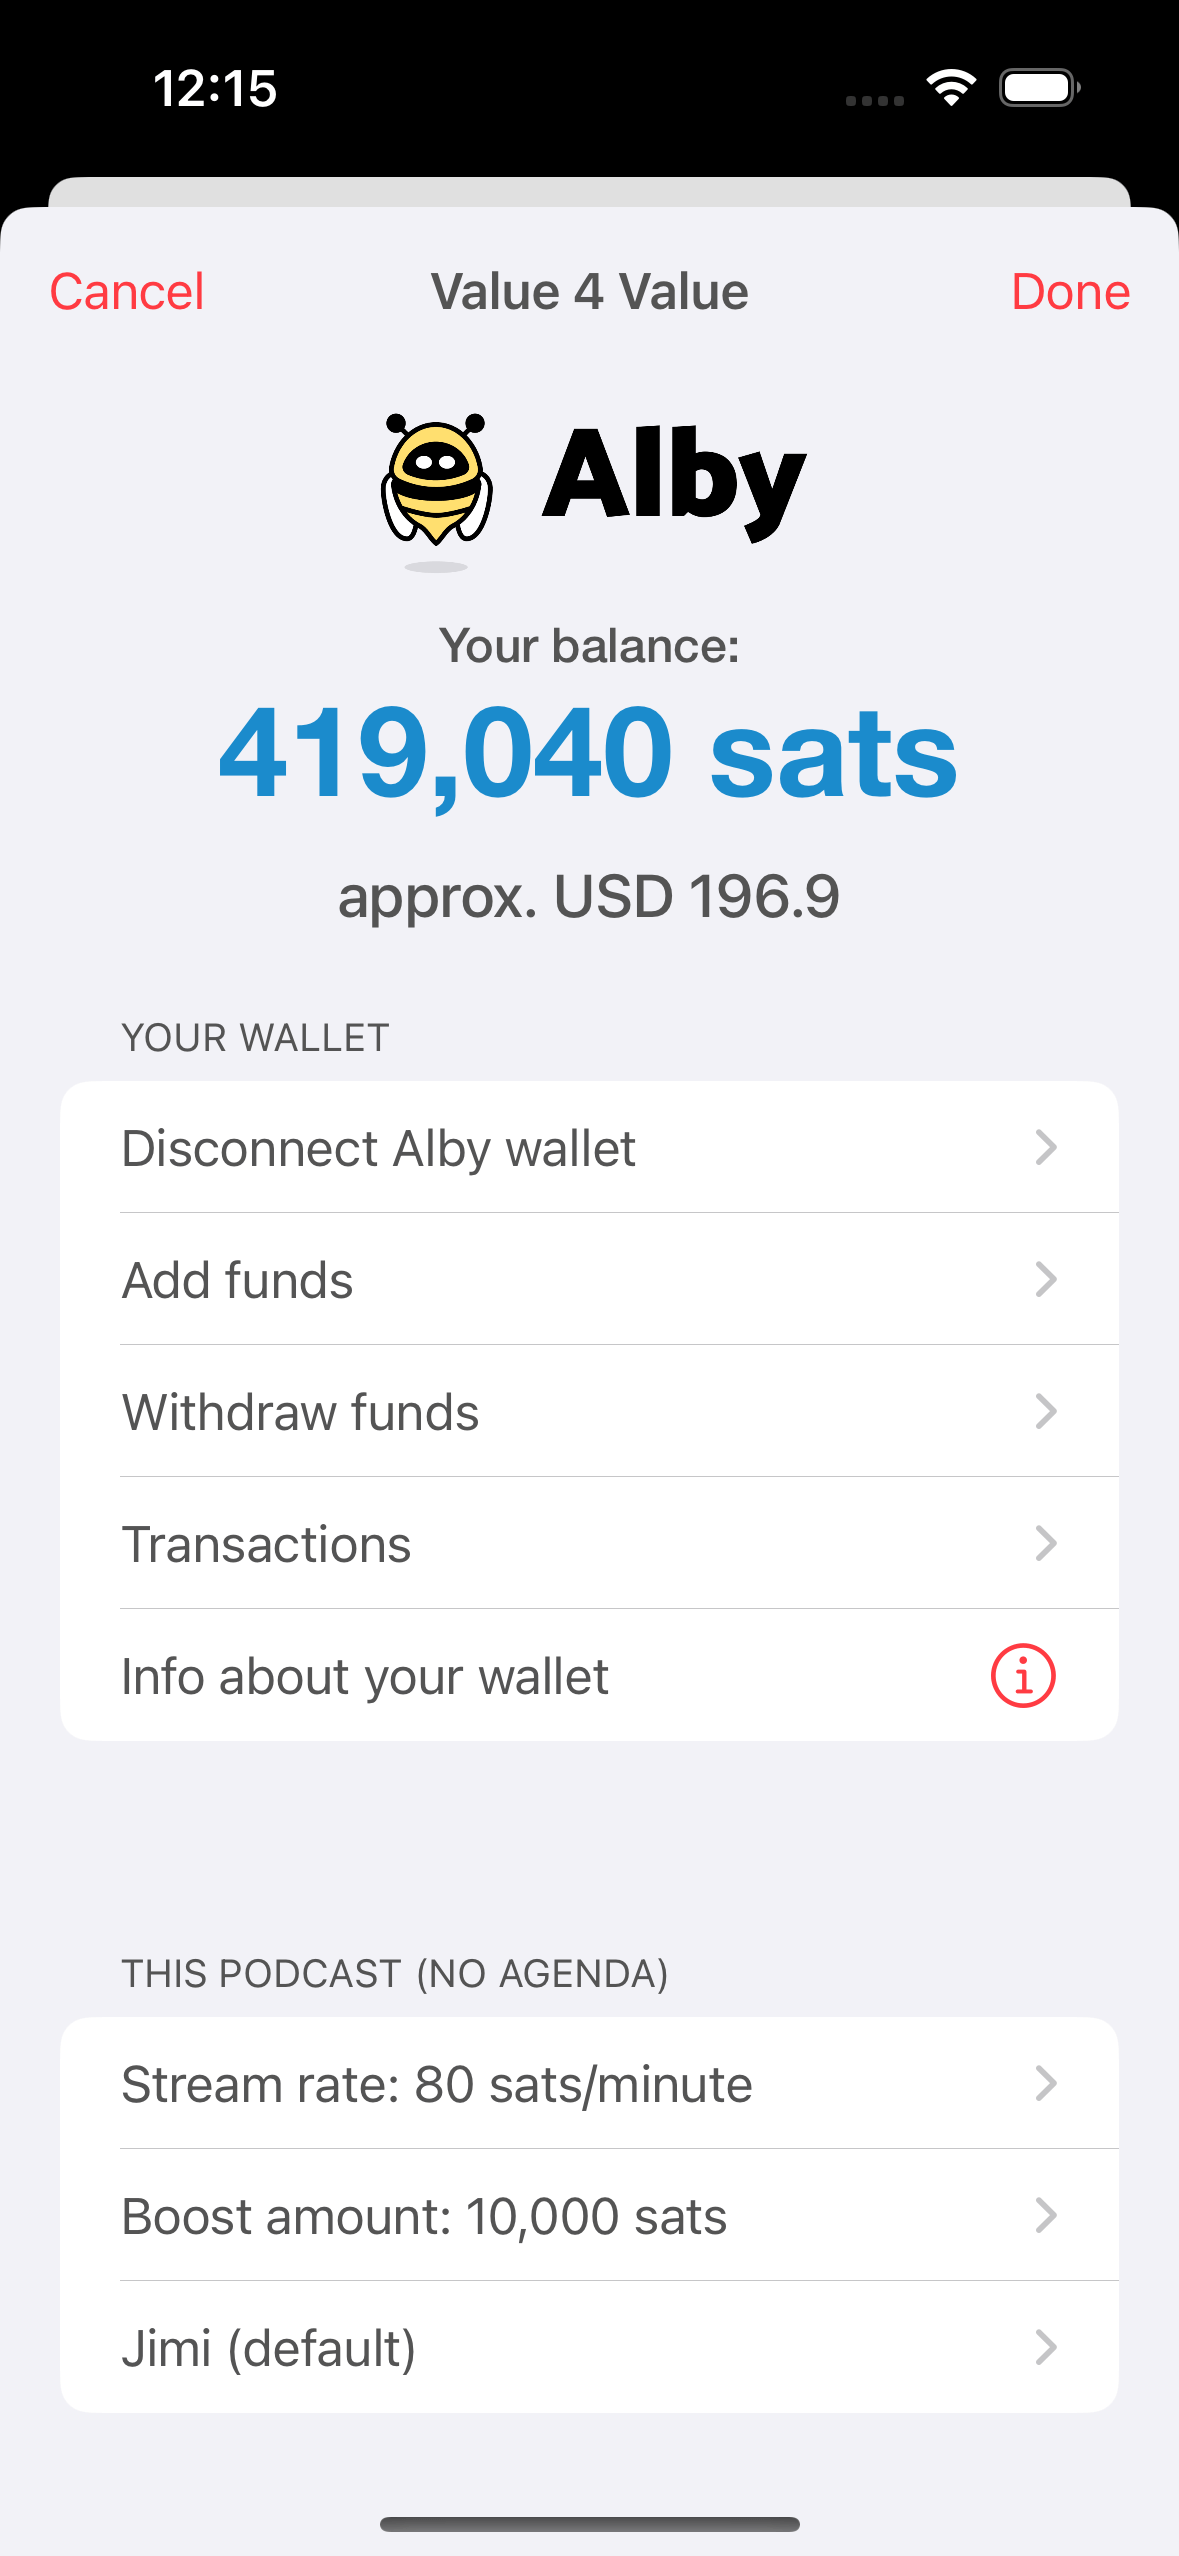 12:15
Cancel
Value 4 Value
Done
Alby
Your balance:
419,040 sats
approx. USD 196.9
YOUR WALLET
Disconnect Alby wallet
Add funds
Withdraw funds
Transactions
Info about your wallet
THIS PODCAST (NO AGENDA)
Stream rate: 80 sats/minute
Boost amount: 10,000 sats
Jimi (default)